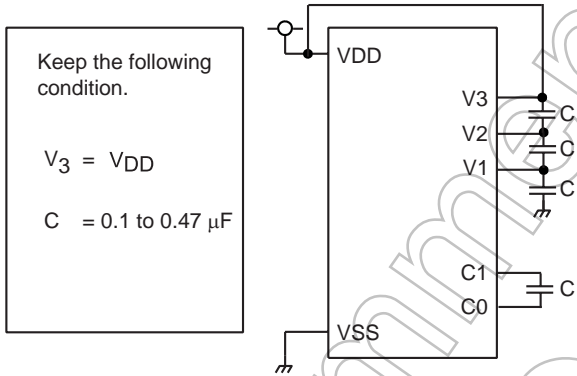 Keep the following
condition.
V3 = VDD
C = 0.1 to 0.47 μF
VDD
V3
C
V2
C
V1
C
C1
C
C0
VSS